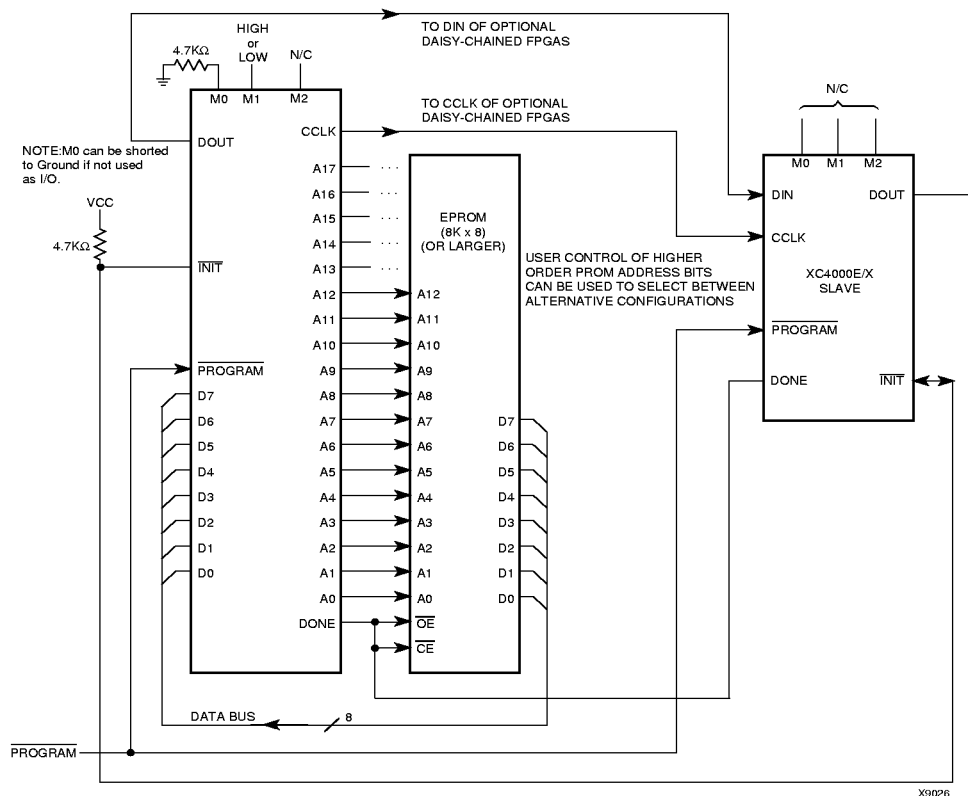 TO DIN OF OPTIONAL
DAISY-CHAINED FPGAS
HIGH
or
LOW
4.7KΩ
N/C
M0
M1
M2
TO CCLK OF OPTIONAL
DAISY-CHAINED FPGAS
N/C
M0
M1
M2
NOTE:M0 can be shorted
to Ground if not used
as I/O.
VCC
4.7KΩ
DOUT
INIT
PROGRAM
D7
D6
D5
D4
D3
D2
D1
D0
CCLK
A17
...
A16
...
A15
...
A14
...
A13
...
A12
A11
A10
A9
A8
A7
A6
A5
A4
A3
A2
A1
A0
DONE
EPROM
(8K x 8)
(OR LARGER)
A12
A11
A10
A9
A8
A7
A6
A5
A4
A3
A2
A1
A0
OE
CE
D7
D6
D5
D4
D3
D2
D1
D0
USER CONTROL OF HIGHER
ORDER PROM ADDRESS BITS
CAN BE USED TO SELECT BETWEEN
ALTERNATIVE CONFIGURATIONS
DIN
DOUT
CCLK
XC4000E/X
SLAVE
PROGRAM
DONE
INIT
DATA BUS
8
PROGRAM
X9026